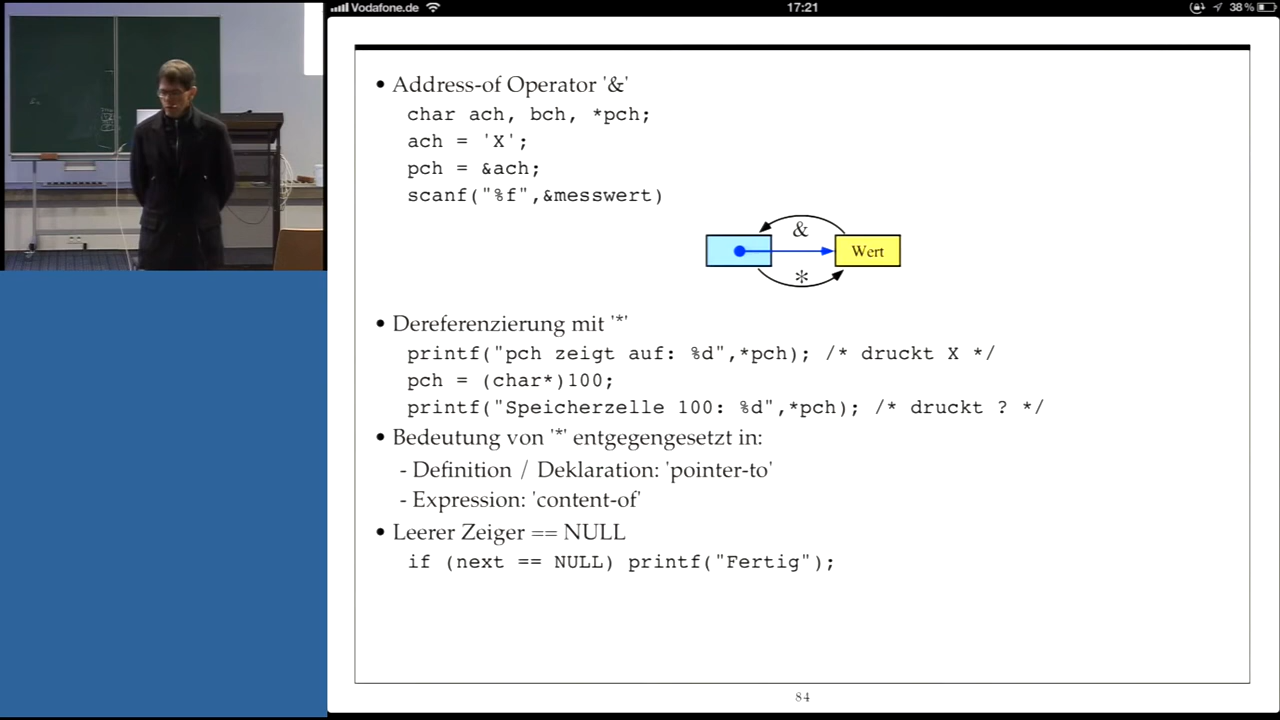 Vodafone.de 17:21 38 %
• Address-of Operator '&'
char ach, bch, *pch;
ach = 'X';
pch = &ach;
scanf("%f",&messwert)
&
Wert
*
• Dereferenzierung mit '*'
printf("pch zeigt auf: %d",*pch); /* druckt X */
pch = (char*)100;
printf("Speicherzelle 100: %d",*pch); /* druckt ? */
• Bedeutung von '*' entgegengesetzt in:
- Definition / Deklaration: 'pointer-to'
- Expression: 'content-of'
• Leerer Zeiger == NULL
if (next == NULL) printf("Fertig");
84